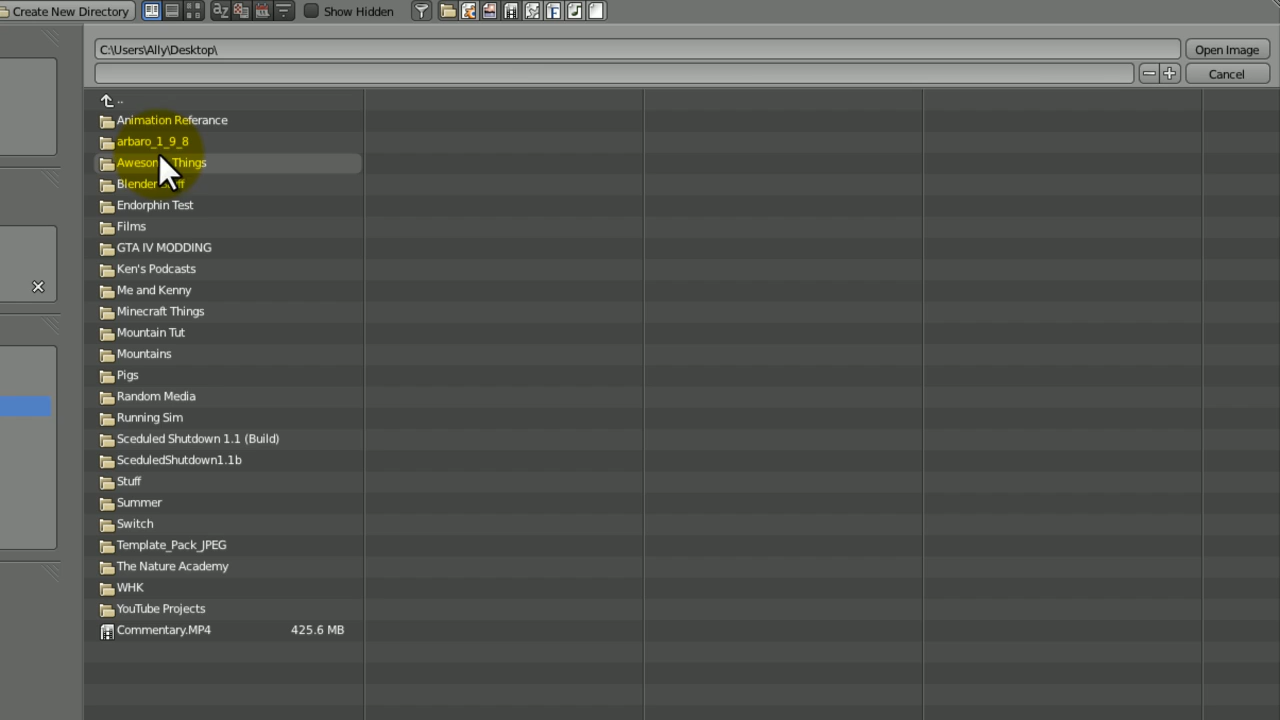 Create New Directory
Show Hidden
C:\Users\Ally\Desktop\
Open Image
Cancel
..
Animation Referance
arbaro_1_9_8
Things
Blender
Endorphin Test
Films
GTA IV MODDING
Ken's Podcasts
Me and Kenny
Minecraft Things
Mountain Tut
Mountains
Pigs
Random Media
Running Sim
Sceduled Shutdown 1.1 (Build)
SceduledShutdown1.1b
Stuff
Summer
Switch
Template_Pack_JPEG
The Nature Academy
WHK
YouTube Projects
Commentary.MP4 425.6 MB